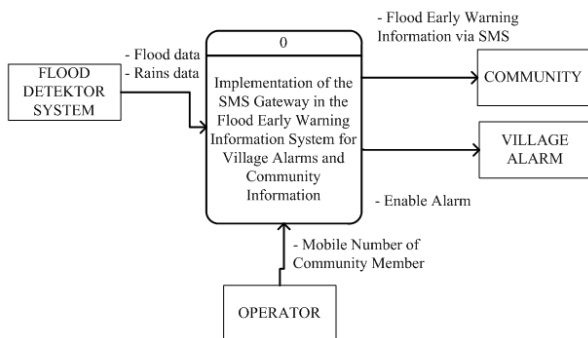 - Flood data
- Rains data
FLOOD
DETEKTOR
SYSTEM
0
Implementation of the
SMS Gateway in the
Flood Early Warning
Information System for
Village Alarms and
Community
Information
- Flood Early Warning
Information via SMS
COMMUNITY
VILLAGE
ALARM
- Enable Alarm
- Mobile Number of
Community Member
OPERATOR